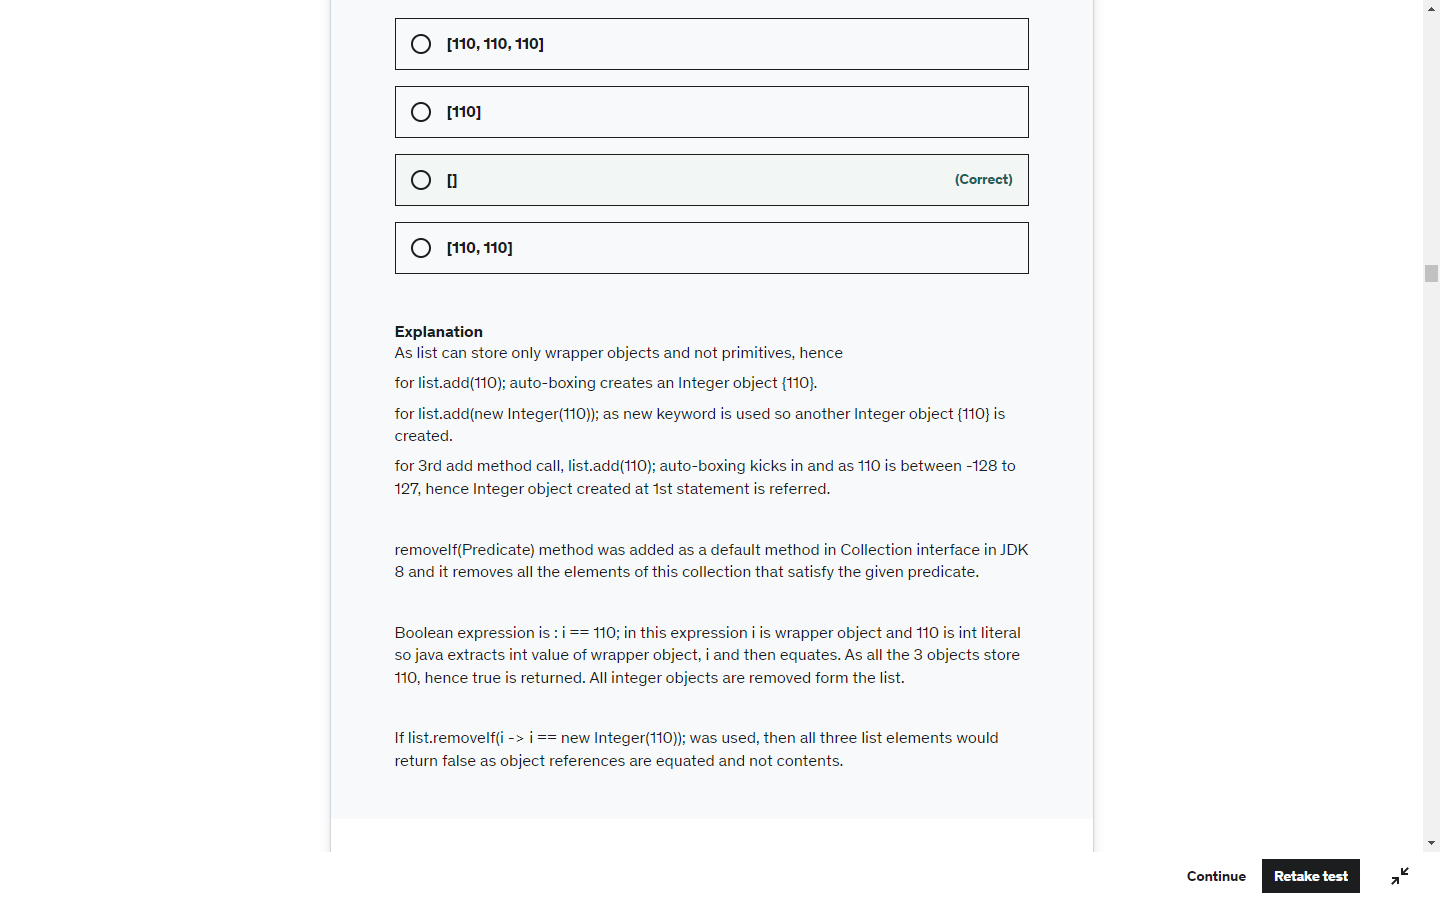 [110, 110, 110]
[110]
[]
(Correct)
[110, 110]
Explanation
As list can store only wrapper objects and not primitives, hence
for list.add(110); auto-boxing creates an Integer object {110}.
for list.add(new Integer(110)); as new keyword is used so another Integer object {110} is
created.
for 3rd add method call, list.add(110); auto-boxing kicks in and as 110 is between -128 to
127, hence Integer object created at 1st statement is referred.
removeIf(Predicate) method was added as a default method in Collection interface in JDK
8 and it removes all the elements of this collection that satisfy the given predicate.
Boolean expression is : i == 110; in this expression i is wrapper object and 110 is int literal
so java extracts int value of wrapper object, i and then equates. As all the 3 objects store
110, hence true is returned. All integer objects are removed form the list.
If list.removeIf(i -> i == new Integer(110)); was used, then all three list elements would
return false as object references are equated and not contents.
Continue
Retake test